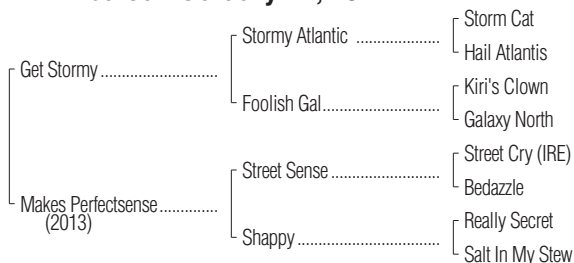 Get Stormy
Stormy Atlantic
Storm Cat
Hail Atlantis
Foolish Gal
Kiri's Clown
Galaxy North
Makes Perfectsense
(2013)
Street Sense
Street Cry (IRE)
Bedazzle
Shappy
Really Secret
Salt In My Stew